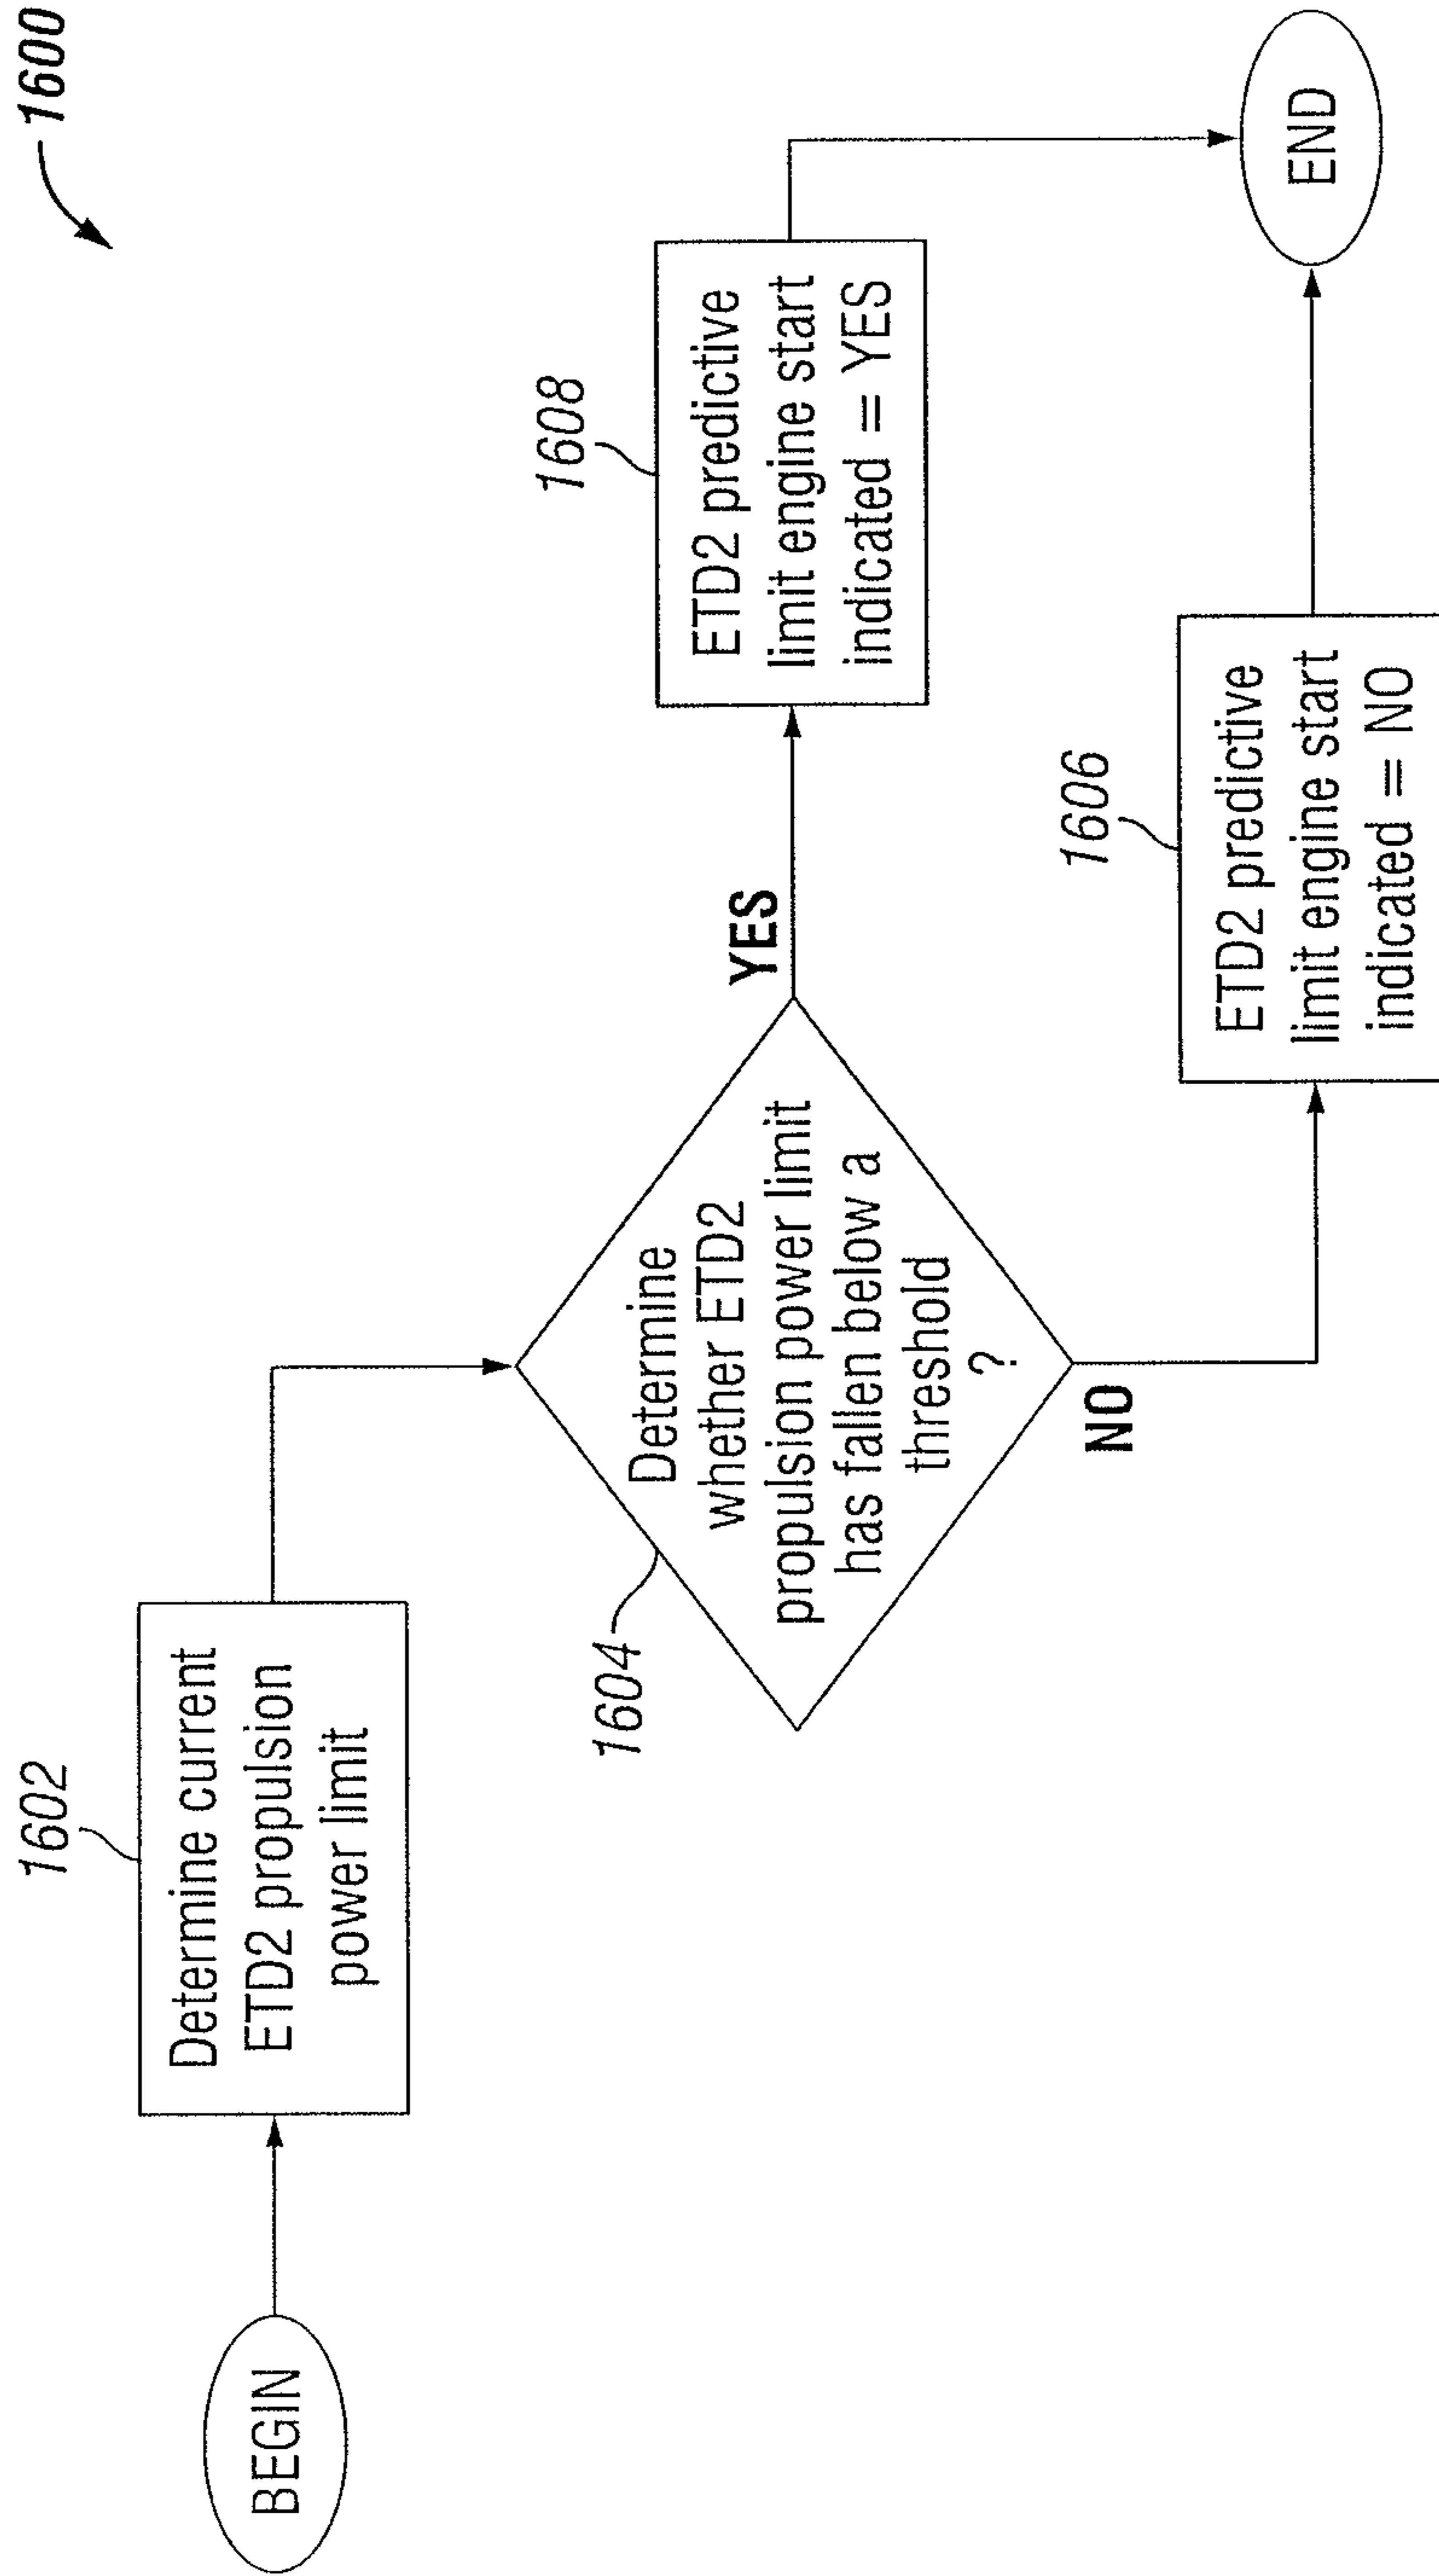 1600
BEGIN
1602
Determine current
ETD2 propulsion
power limit
1604
Determine
whether ETD2
propulsion power limit
has fallen below a
threshold
?
YES
NO
1608
ETD2 predictive
limit engine start
indicated = YES
1606
ETD2 predictive
limit engine start
indicated = NO
END